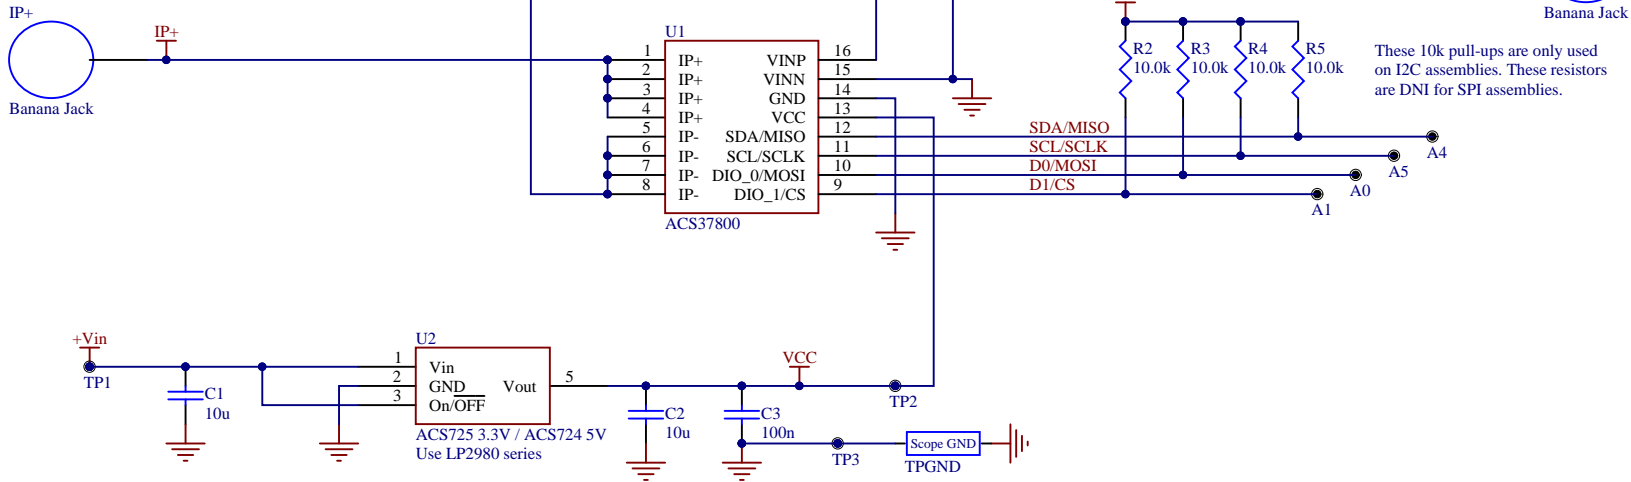 IP+
Banana Jack
IP+
U1
1 IP+ VINP 16
2 IP+ VINN 15
3 IP+ GND 14
4 IP+ VCC 13
5 IP- SDA/MISO 12
6 IP- SCL/SCLK 11
7 IP- DIO_0/MOSI 10
8 IP- DIO_1/CS 9
ACS37800
SDA/MISO
SCL/SCLK
D0/MOSI
D1/CS
R2
10.0k
R3
10.0k
R4
10.0k
R5
10.0k
A4
A5
A0
A1
Banana Jack
These 10k pull-ups are only used
on I2C assemblies. These resistors
are DNI for SPI assemblies.
+Vin
TP1
C1
10u
U2
1 Vin
2 GND Vout 5
3 On/OFF
ACS725 3.3V / ACS724 5V
Use LP2980 series
C2
10u
C3
100n
VCC
TP2
TP3
Scope GND
TPGND